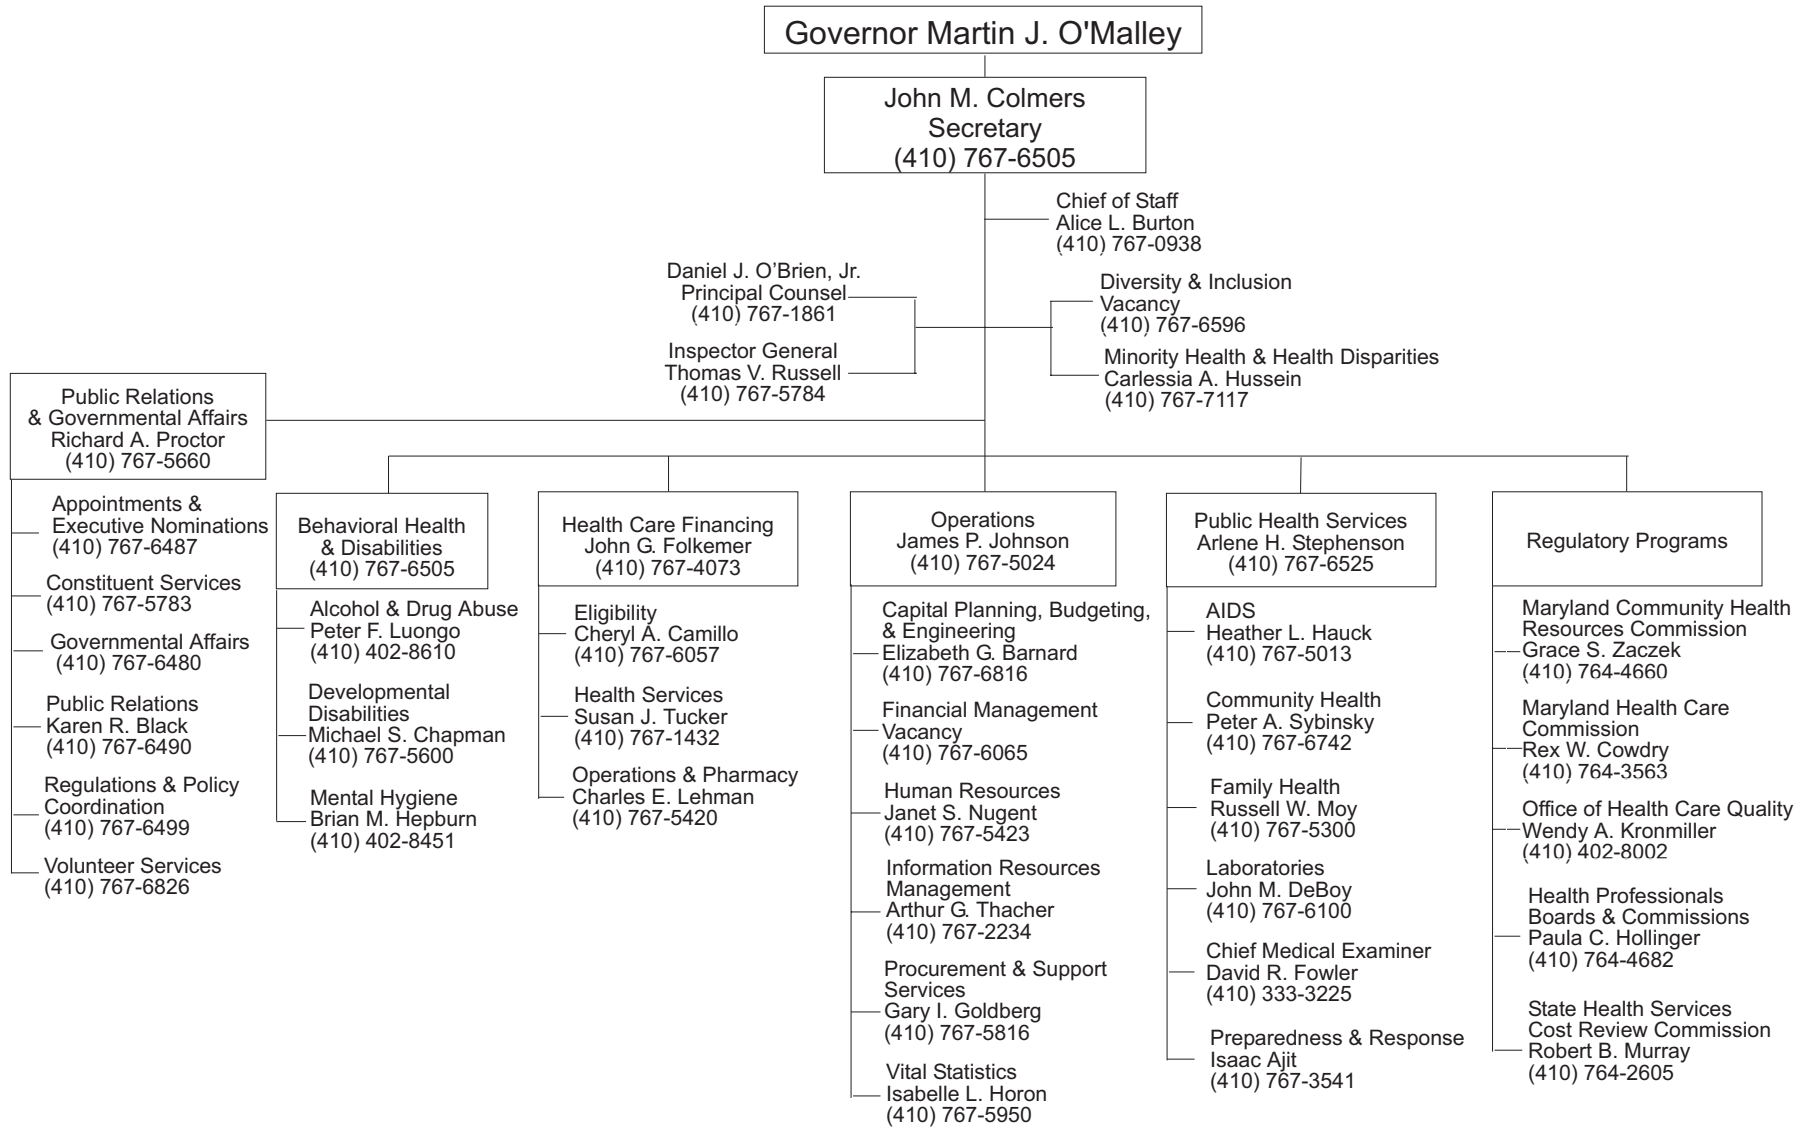 Governor Martin J. O'Malley
John M. Colmers
Secretary
(410) 767-6505
Chief of Staff
Alice L. Burton
(410) 767-0938
Daniel J. O’Brien, Jr.
Principal Counsel
(410) 767-1861
Inspector General
Thomas V. Russell
(410) 767-5784
Diversity & Inclusion
Vacancy
(410) 767-6596
Minority Health & Health Disparities
Carlessia A. Hussein
(410) 767-7117
Public Relations
& Governmental Affairs
Richard A. Proctor
(410) 767-5660
Appointments &
Executive Nominations
(410) 767-6487
Constituent Services
(410) 767-5783
Governmental Affairs
(410) 767-6480
Public Relations
Karen R. Black
(410) 767-6490
Regulations & Policy
Coordination
(410) 767-6499
Volunteer Services
(410) 767-6826
Behavioral Health
& Disabilities
(410) 767-6505
Alcohol & Drug Abuse
Peter F. Luongo
(410) 402-8610
Developmental
Disabilities
Michael S. Chapman
(410) 767-5600
Mental Hygiene
Brian M. Hepburn
(410) 402-8451
Health Care Financing
John G. Folkemer
(410) 767-4073
Eligibility
Cheryl A. Camillo
(410) 767-6057
Health Services
Susan J. Tucker
(410) 767-1432
Operations & Pharmacy
Charles E. Lehman
(410) 767-5420
Operations
James P. Johnson
(410) 767-5024
Capital Planning, Budgeting,
& Engineering
Elizabeth G. Barnard
(410) 767-6816
Financial Management
Vacancy
(410) 767-6065
Human Resources
Janet S. Nugent
(410) 767-5423
Information Resources
Management
Arthur G. Thacher
(410) 767-2234
Procurement & Support
Services
Gary I. Goldberg
(410) 767-5816
Vital Statistics
Isabelle L. Horon
(410) 767-5950
Public Health Services
Arlene H. Stephenson
(410) 767-6525
AIDS
Heather L. Hauck
(410) 767-5013
Community Health
Peter A. Sybinsky
(410) 767-6742
Family Health
Russell W. Moy
(410) 767-5300
Laboratories
John M. DeBoy
(410) 767-6100
Chief Medical Examiner
David R. Fowler
(410) 333-3225
Preparedness & Response
Isaac Ajit
(410) 767-3541
Regulatory Programs
Maryland Community Health
Resources Commission
Grace S. Zaczek
(410) 764-4660
Maryland Health Care
Commission
Rex W. Cowdry
(410) 764-3563
Office of Health Care Quality
Wendy A. Kronmiller
(410) 402-8002
Health Professionals
Boards & Commissions
Paula C. Hollinger
(410) 764-4682
State Health Services
Cost Review Commission
Robert B. Murray
(410) 764-2605